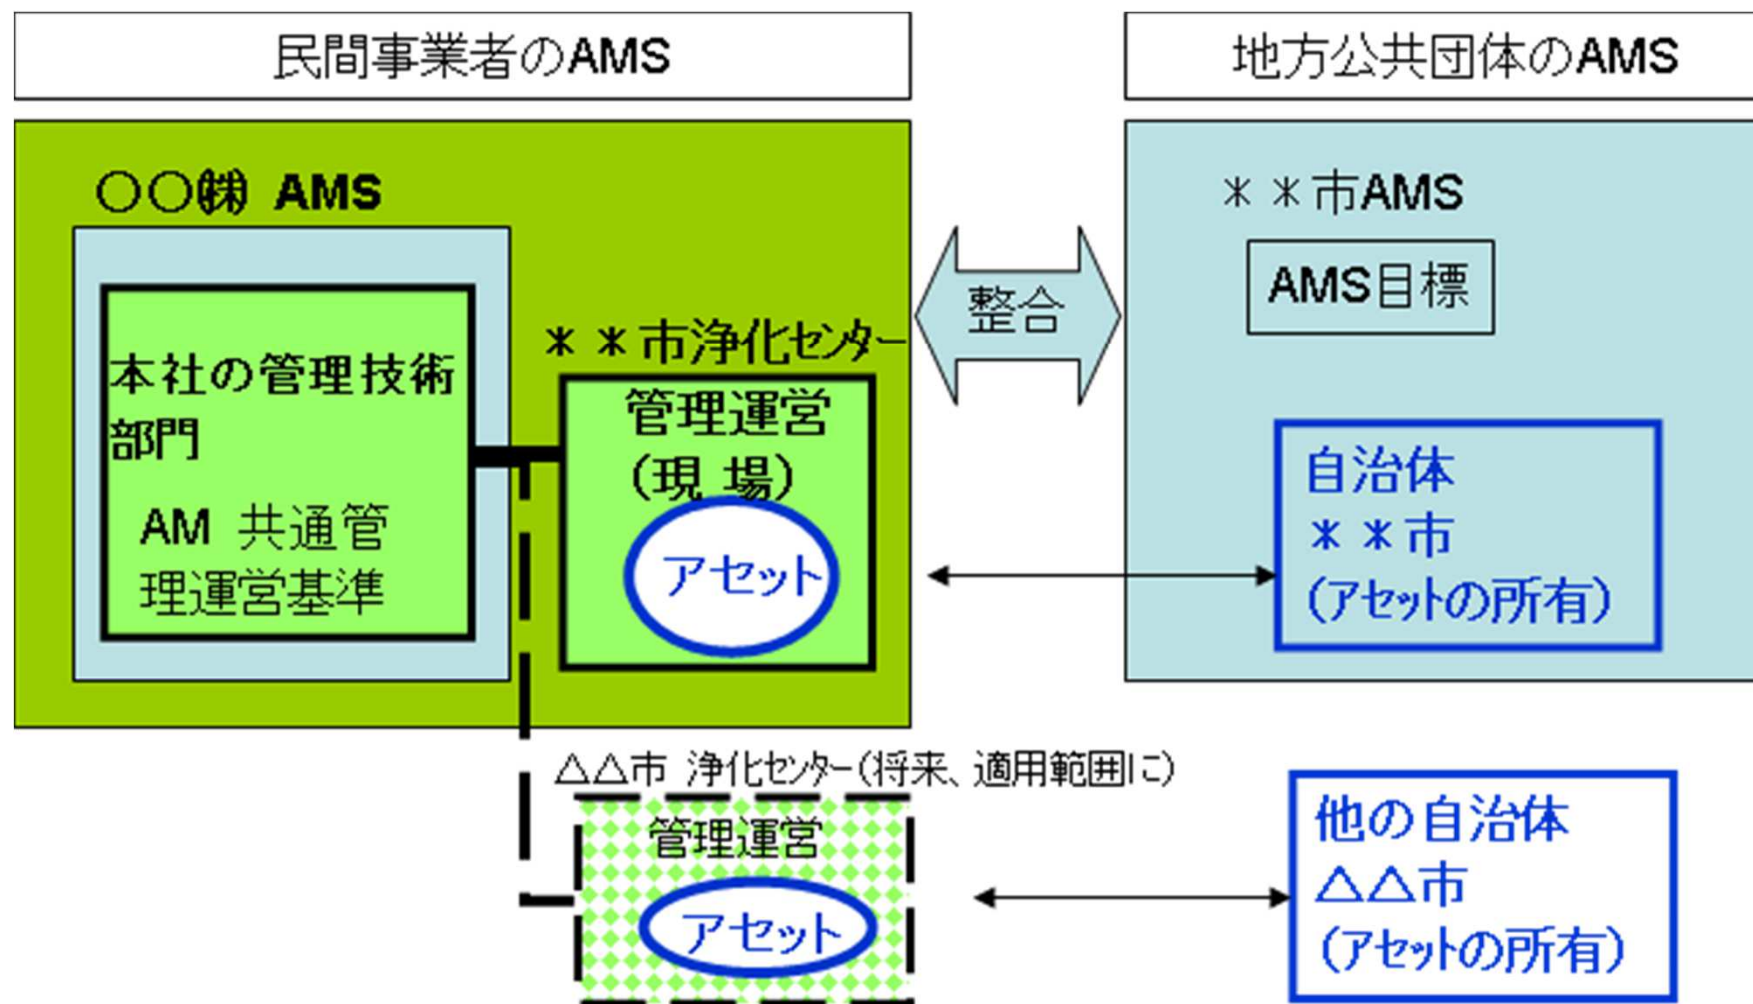 民間事業者のAMS
地方公共団体のAMS
〇〇㈱ AMS
本社の管理技術
部門
AM 共通管
理運営基準
＊＊市浄化センター
管理運営
(現 場)
アセット
整合
＊＊市AMS
AMS目標
自治体
＊＊市
(アセットの所有)
△△市 浄化センター(将来、適用範囲に)
管理運営
アセット
他の自治体
△△市
(アセットの所有)